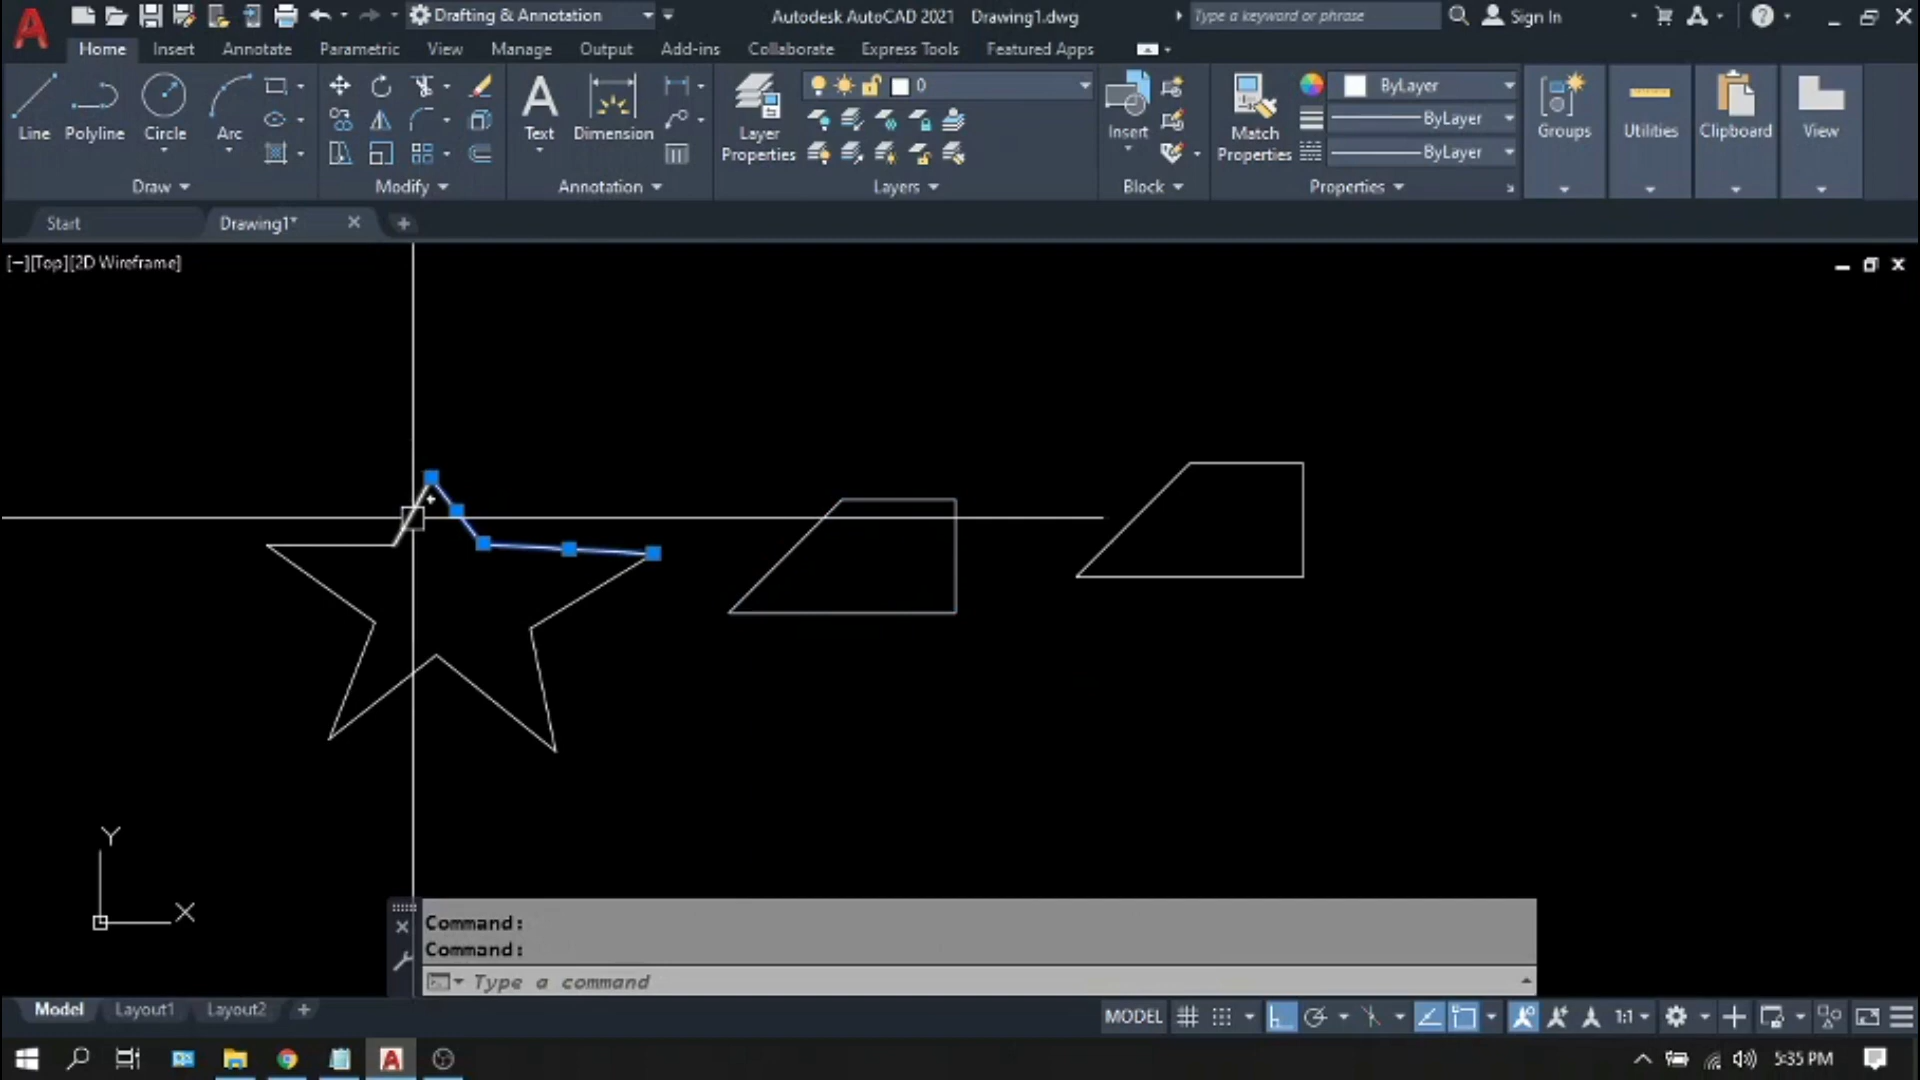 Drafting & Annotation
Autodesk AutoCAD 2021 Drawing1.dwg
Type a keyword or phrase
Sign In
Home Insert Annotate Parametric View Manage Output Add-ins Collaborate Express Tools Featured Apps
0
ByLayer
Line Polyline Circle Arc
Text Dimension
Layer
Properties
Insert
Match
Properties
ByLayer
ByLayer
Groups Utilities Clipboard View
Draw Modify Annotation Layers Block Properties
Start Drawing1*
[−][Top][2D Wireframe]
Y
X
Command:
Command:
Type a command
Model Layout1 Layout2
MODEL 1:1
5:35 PM